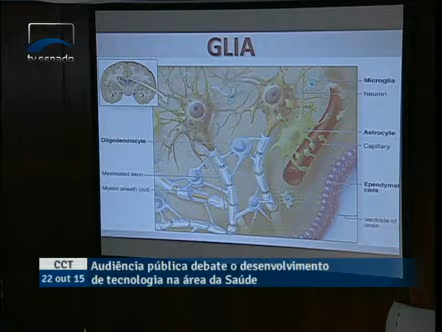 GLIA
tv senado
Microglia
Neuron
Oligodendrocyte
Astrocyte
Capillary
Myelinated axon
Myelin sheath (cut)
Ependymal
cells
Ventricle of
brain
CCT
22 out 15
Audiência pública debate o desenvolvimento
de tecnologia na área da Saúde